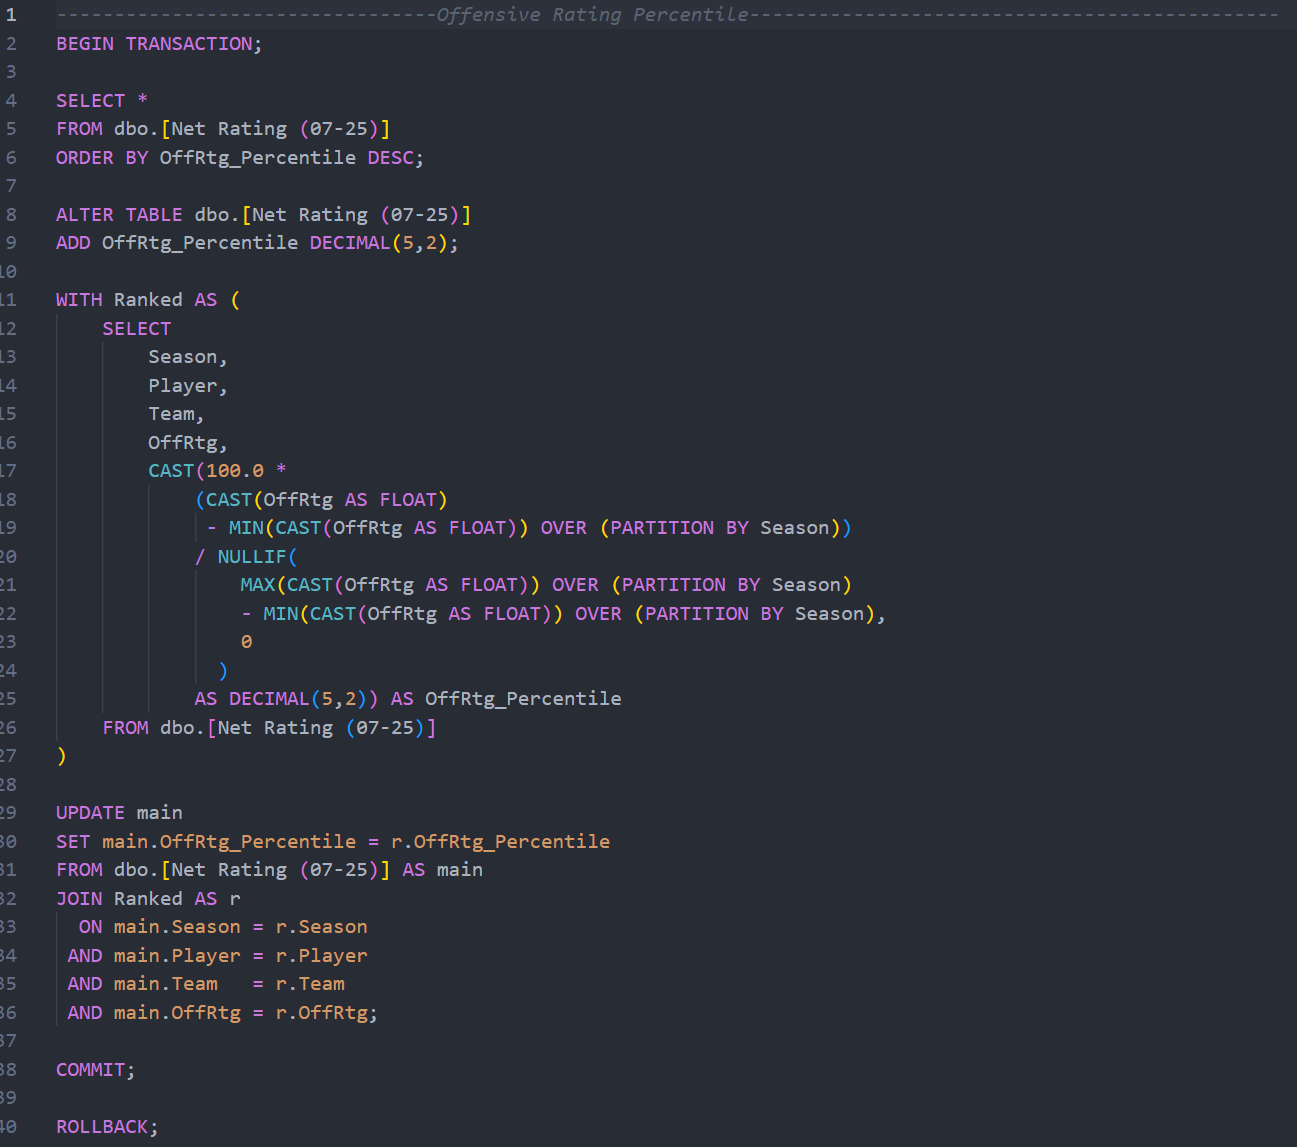 1 ---------------------------------Offensive Rating Percentile----------------------------------------------
2 BEGIN TRANSACTION;
3
4 SELECT *
5 FROM dbo.[Net Rating (07-25)]
6 ORDER BY OffRtg_Percentile DESC;
7
8 ALTER TABLE dbo.[Net Rating (07-25)]
9 ADD OffRtg_Percentile DECIMAL(5,2);
10
11 WITH Ranked AS (
12     SELECT
13         Season,
14         Player,
15         Team,
16         OffRtg,
17         CAST(100.0 *
18             (CAST(OffRtg AS FLOAT)
19              - MIN(CAST(OffRtg AS FLOAT)) OVER (PARTITION BY Season))
20             / NULLIF(
21                 MAX(CAST(OffRtg AS FLOAT)) OVER (PARTITION BY Season)
22                 - MIN(CAST(OffRtg AS FLOAT)) OVER (PARTITION BY Season),
23                 0
24               )
25             AS DECIMAL(5,2)) AS OffRtg_Percentile
26     FROM dbo.[Net Rating (07-25)]
27 )
28
29 UPDATE main
30 SET main.OffRtg_Percentile = r.OffRtg_Percentile
31 FROM dbo.[Net Rating (07-25)] AS main
32 JOIN Ranked AS r
33   ON main.Season = r.Season
34  AND main.Player = r.Player
35  AND main.Team   = r.Team
36  AND main.OffRtg = r.OffRtg;
37
38 COMMIT;
39
40 ROLLBACK;